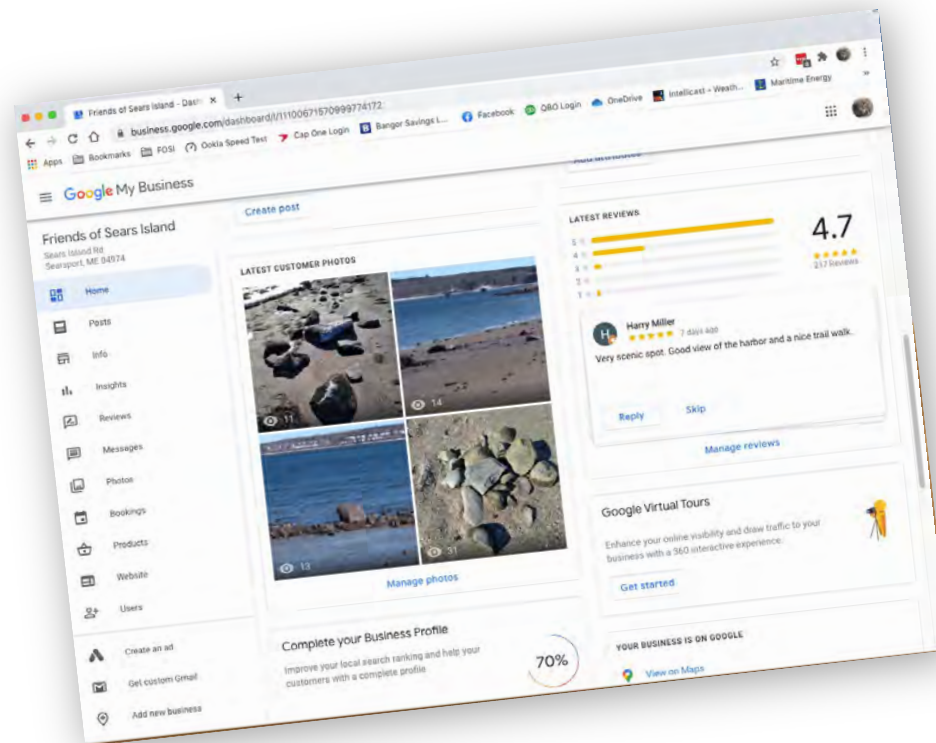 Friends of Sears Island - Dash
business.google.com/dashboard/l/11100671570999774172
Apps
Bookmarks
FOSI
Ookla Speed Test
Cap One Login
Bangor Savings L...
Facebook
QBO Login
OneDrive
Intellicast - Weath...
Maritime Energy
Google My Business
Friends of Sears Island
Sears Island Rd
Searsport, ME 04974
Home
Posts
Info
Insights
Reviews
Messages
Photos
Bookings
Products
Website
Users
Create an ad
Get custom Gmail
Add new business
Create post
LATEST CUSTOMER PHOTOS
11
14
13
31
Manage photos
Complete your Business Profile
Improve your local search ranking and help your
customers with a complete profile
70%
Add attributes
LATEST REVIEWS
5
4
3
2
1
4.7
Reviews
H
Harry Miller
7 days ago
Very scenic spot. Good view of the harbor and a nice trail walk.
Reply
Skip
Manage reviews
Google Virtual Tours
Enhance your online visibility and draw traffic to your
business with a 360 interactive experience.
Get started
YOUR BUSINESS IS ON GOOGLE
View on Maps